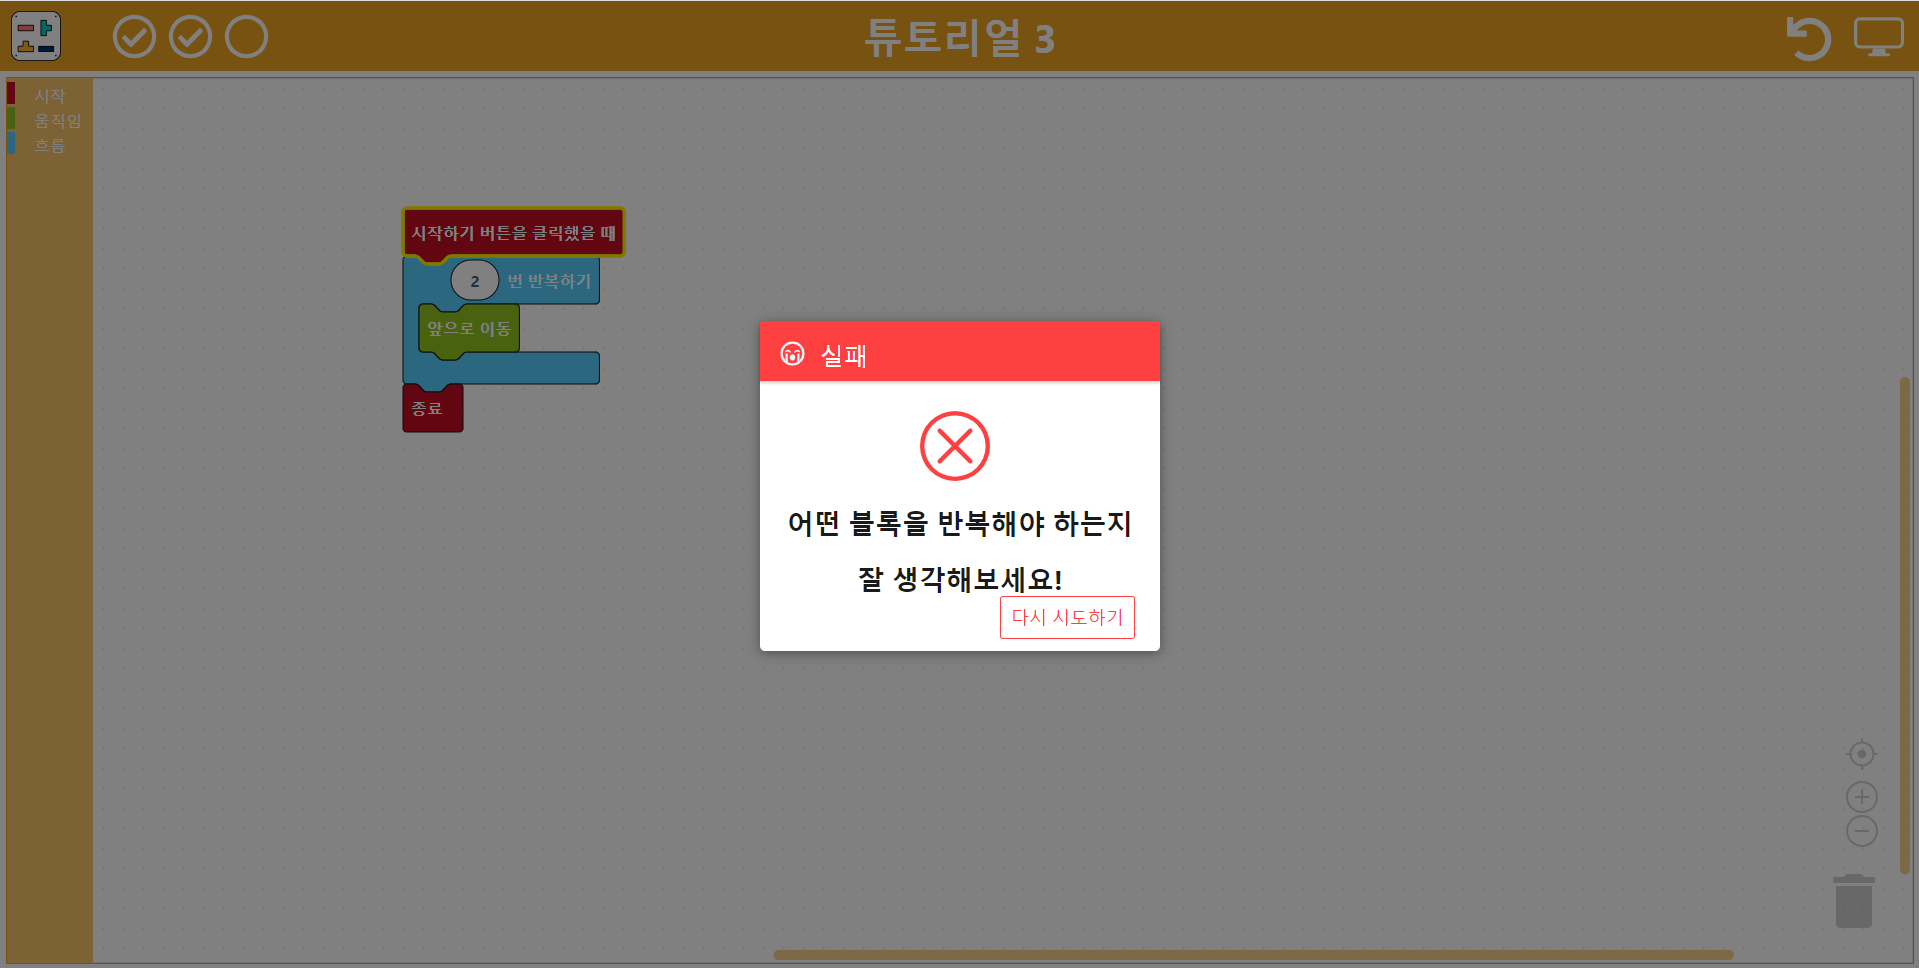 튜토리얼 3
시작
움직임
흐름
시작하기 버튼을 클릭했을 때
2 번 반복하기
앞으로 이동
종료
실패
어떤 블록을 반복해야 하는지
잘 생각해보세요!
다시 시도하기